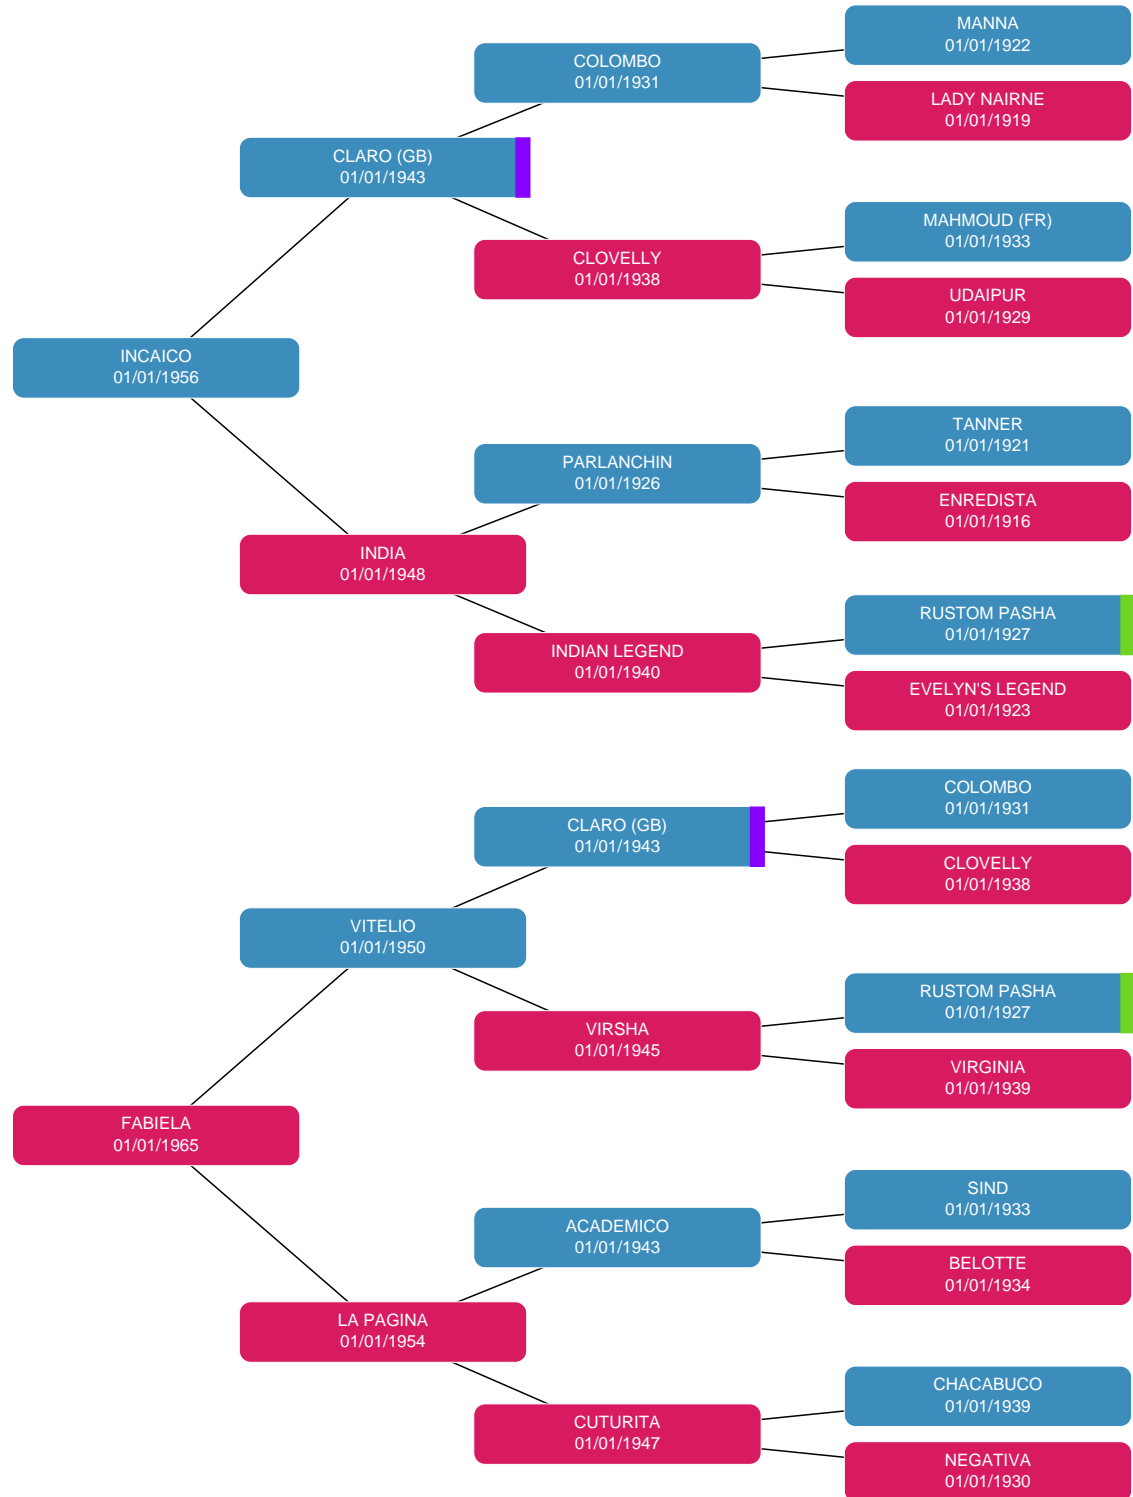 MANNA
01/01/1922
COLOMBO
01/01/1931
LADY NAIRNE
01/01/1919
CLARO (GB)
01/01/1943
MAHMOUD (FR)
01/01/1933
CLOVELLY
01/01/1938
UDAIPUR
01/01/1929
INCAICO
01/01/1956
TANNER
01/01/1921
PARLANCHIN
01/01/1926
ENREDISTA
01/01/1916
INDIA
01/01/1948
RUSTOM PASHA
01/01/1927
INDIAN LEGEND
01/01/1940
EVELYN'S LEGEND
01/01/1923
COLOMBO
01/01/1931
CLARO (GB)
01/01/1943
CLOVELLY
01/01/1938
VITELIO
01/01/1950
RUSTOM PASHA
01/01/1927
VIRSHA
01/01/1945
VIRGINIA
01/01/1939
FABIELA
01/01/1965
SIND
01/01/1933
ACADEMICO
01/01/1943
BELOTTE
01/01/1934
LA PAGINA
01/01/1954
CHACABUCO
01/01/1939
CUTURITA
01/01/1947
NEGATIVA
01/01/1930